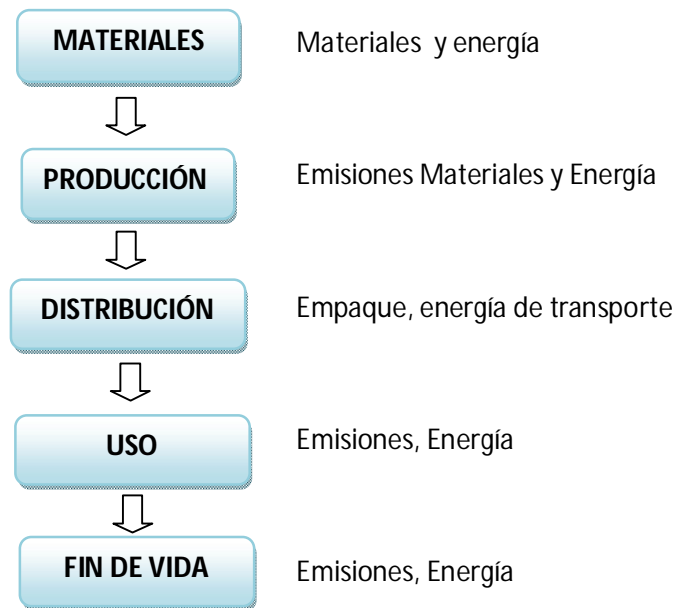 MATERIALES
Materiales y energía
PRODUCCIÓN
Emisiones Materiales y Energía
DISTRIBUCIÓN
Empaque, energía de transporte
USO
Emisiones, Energía
FIN DE VIDA
Emisiones, Energía